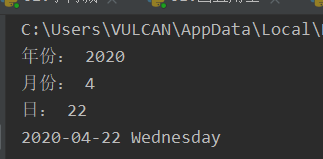 C:\Users\VULCAN\AppData\Local\
年份： 2020
月份： 4
日： 22
2020-04-22 Wednesday